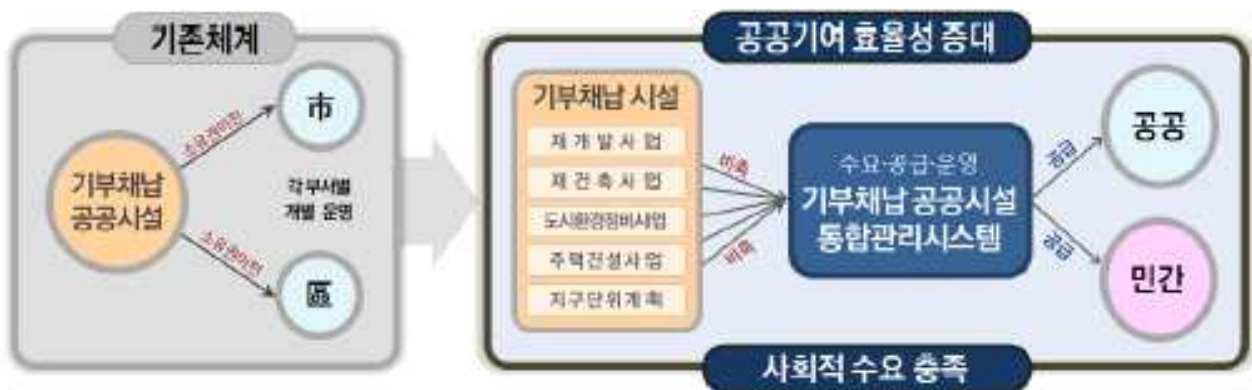 기존체계
市
소유권이전
기부채납
공공시설
각 부서별
개별 운영
소유권이전
區
공공기여 효율성 증대
기부채납 시설
재개발사업
재건축사업
도시환경정비사업
주택건설사업
지구단위계획
비축
비축
수요·공급·운영
기부채납 공공시설
통합관리시스템
공급
공급
공공
민간
사회적 수요 충족